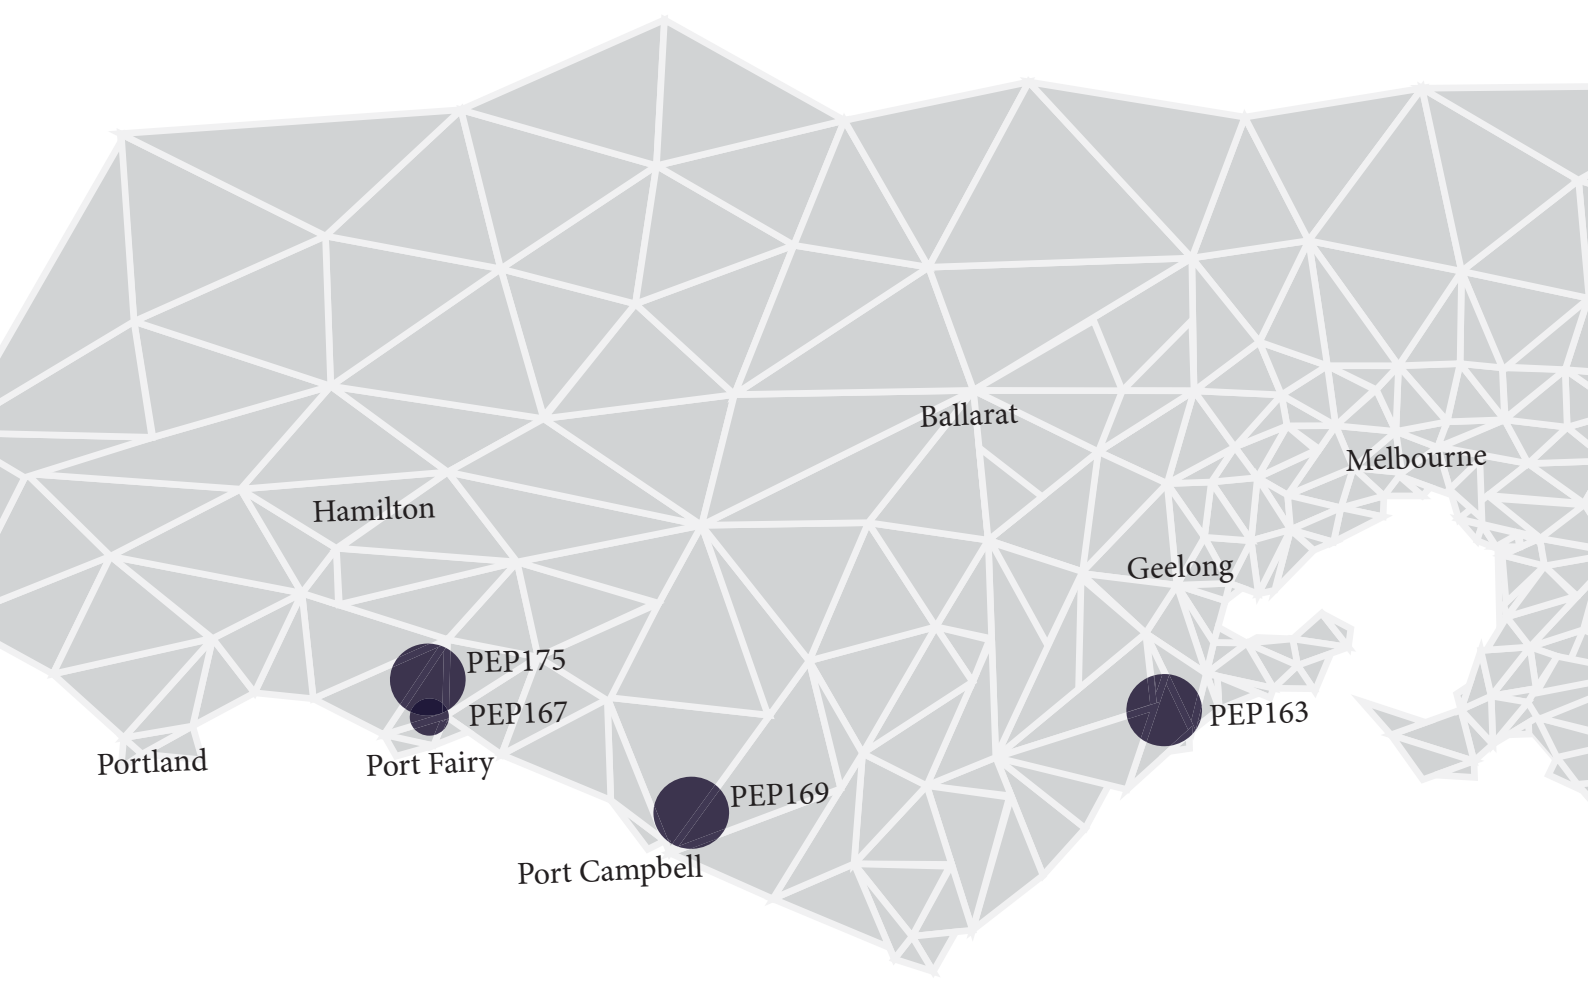 Ballarat
Melbourne
Hamilton
Geelong
PEP175
PEP167
PEP163
Portland
Port Fairy
PEP169
Port Campbell